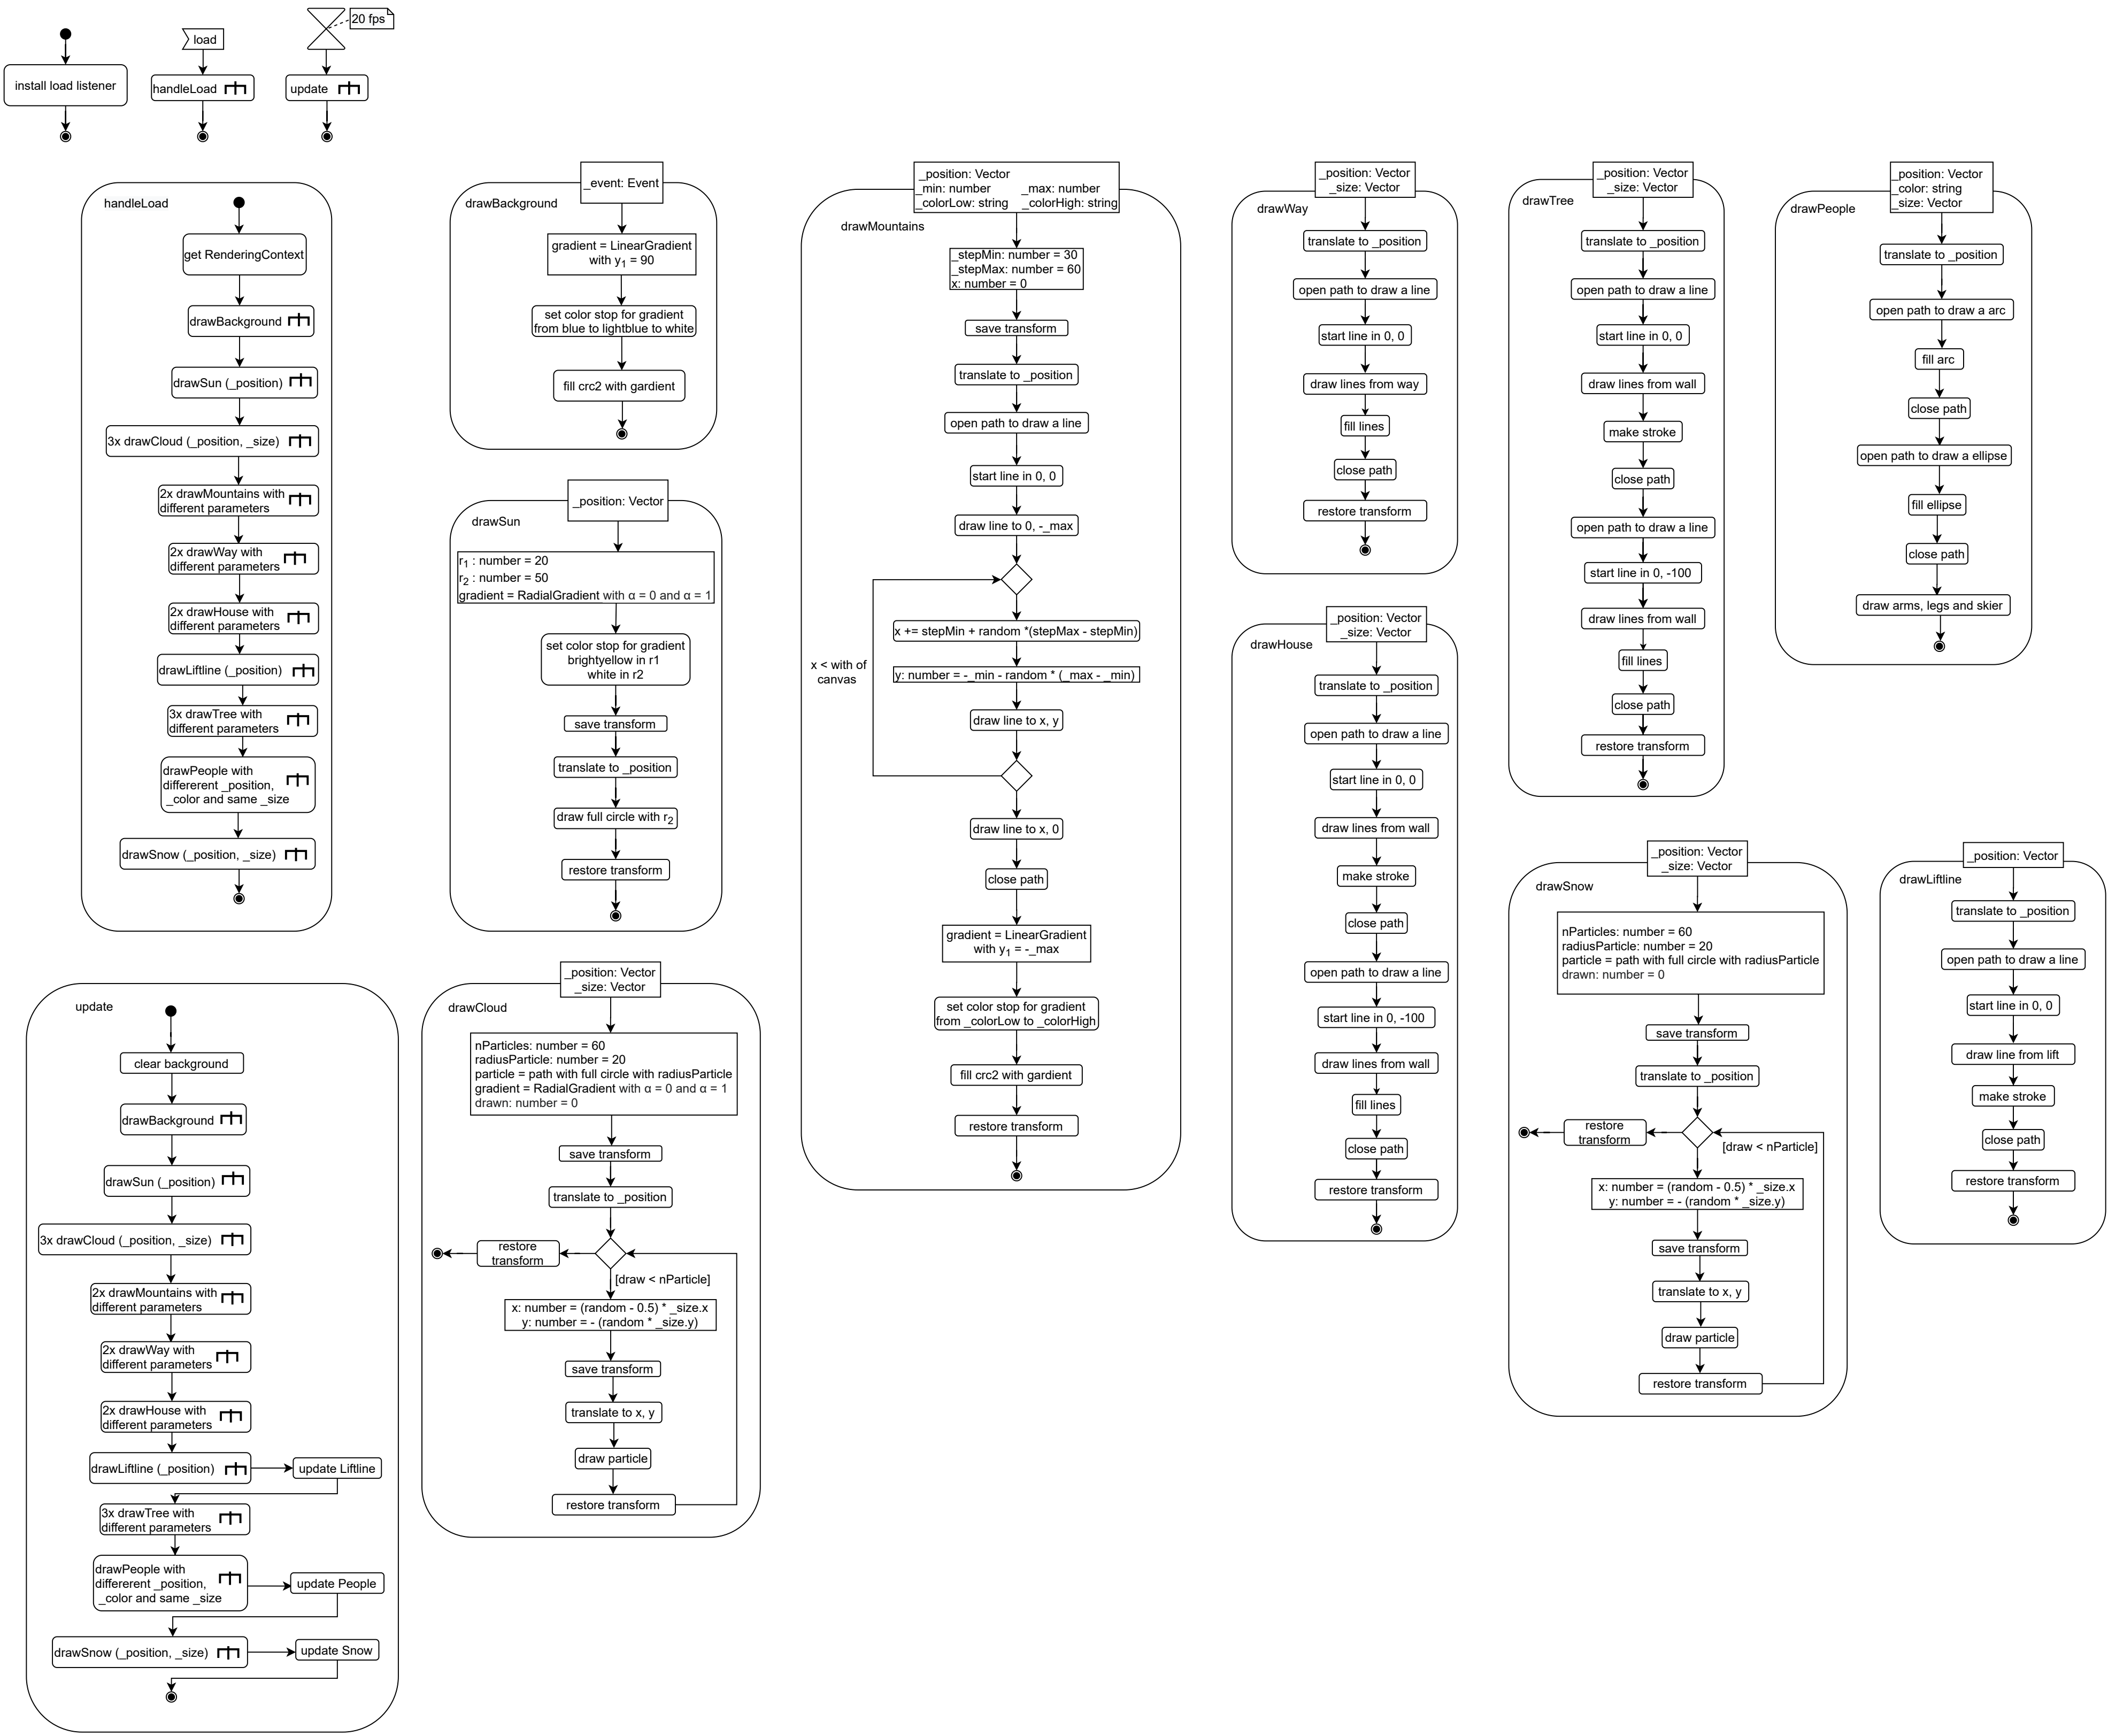 install load listener
load
handleLoad
20 fps
update
handleLoad
get RenderingContext
drawBackground
drawSun (_position)
3x drawCloud (_position, _size)
2x drawMountains with
different parameters
2x drawWay with
different parameters
2x drawHouse with
different parameters
drawLiftline (_position)
3x drawTree with
different parameters
drawPeople with
differerent _position,
_color and same _size
drawSnow (_position, _size)
update
clear background
drawBackground
drawSun (_position)
3x drawCloud (_position, _size)
2x drawMountains with
different parameters
2x drawWay with
different parameters
2x drawHouse with
different parameters
drawLiftline (_position)
update Liftline
3x drawTree with
different parameters
drawPeople with
differerent _position,
_color and same _size
update People
drawSnow (_position, _size)
update Snow
_event: Event
drawBackground
gradient = LinearGradient
with y1 = 90
set color stop for gradient
from blue to lightblue to white
fill crc2 with gardient
_position: Vector
drawSun
r1 : number = 20
r2 : number = 50
gradient = RadialGradient with α = 0 and α = 1
set color stop for gradient
brightyellow in r1
white in r2
save transform
translate to _position
draw full circle with r2
restore transform
_position: Vector
_size: Vector
drawCloud
nParticles: number = 60
radiusParticle: number = 20
particle = path with full circle with radiusParticle
gradient = RadialGradient with α = 0 and α = 1
drawn: number = 0
save transform
translate to _position
restore
transform
[draw < nParticle]
x: number = (random - 0.5) * _size.x
y: number = - (random * _size.y)
save transform
translate to x, y
draw particle
restore transform
_position: Vector
_min: number _max: number
_colorLow: string _colorHigh: string
drawMountains
_stepMin: number = 30
_stepMax: number = 60
x: number = 0
save transform
translate to _position
open path to draw a line
start line in 0, 0
draw line to 0, -_max
x += stepMin + random *(stepMax - stepMin)
x < with of
canvas
y: number = -_min - random * (_max - _min)
draw line to x, y
draw line to x, 0
close path
gradient = LinearGradient
with y1 = -_max
set color stop for gradient
from _colorLow to _colorHigh
fill crc2 with gardient
restore transform
_position: Vector
_size: Vector
drawWay
translate to _position
open path to draw a line
start line in 0, 0
draw lines from way
fill lines
close path
restore transform
_position: Vector
_size: Vector
drawHouse
translate to _position
open path to draw a line
start line in 0, 0
draw lines from wall
make stroke
close path
open path to draw a line
start line in 0, -100
draw lines from wall
fill lines
close path
restore transform
_position: Vector
_size: Vector
drawTree
translate to _position
open path to draw a line
start line in 0, 0
draw lines from wall
make stroke
close path
open path to draw a line
start line in 0, -100
draw lines from wall
fill lines
close path
restore transform
_position: Vector
_color: string
_size: Vector
drawPeople
translate to _position
open path to draw a arc
fill arc
close path
open path to draw a ellipse
fill ellipse
close path
draw arms, legs and skier
_position: Vector
_size: Vector
drawSnow
nParticles: number = 60
radiusParticle: number = 20
particle = path with full circle with radiusParticle
drawn: number = 0
save transform
translate to _position
restore
transform
[draw < nParticle]
x: number = (random - 0.5) * _size.x
y: number = - (random * _size.y)
save transform
translate to x, y
draw particle
restore transform
_position: Vector
drawLiftline
translate to _position
open path to draw a line
start line in 0, 0
draw line from lift
make stroke
close path
restore transform